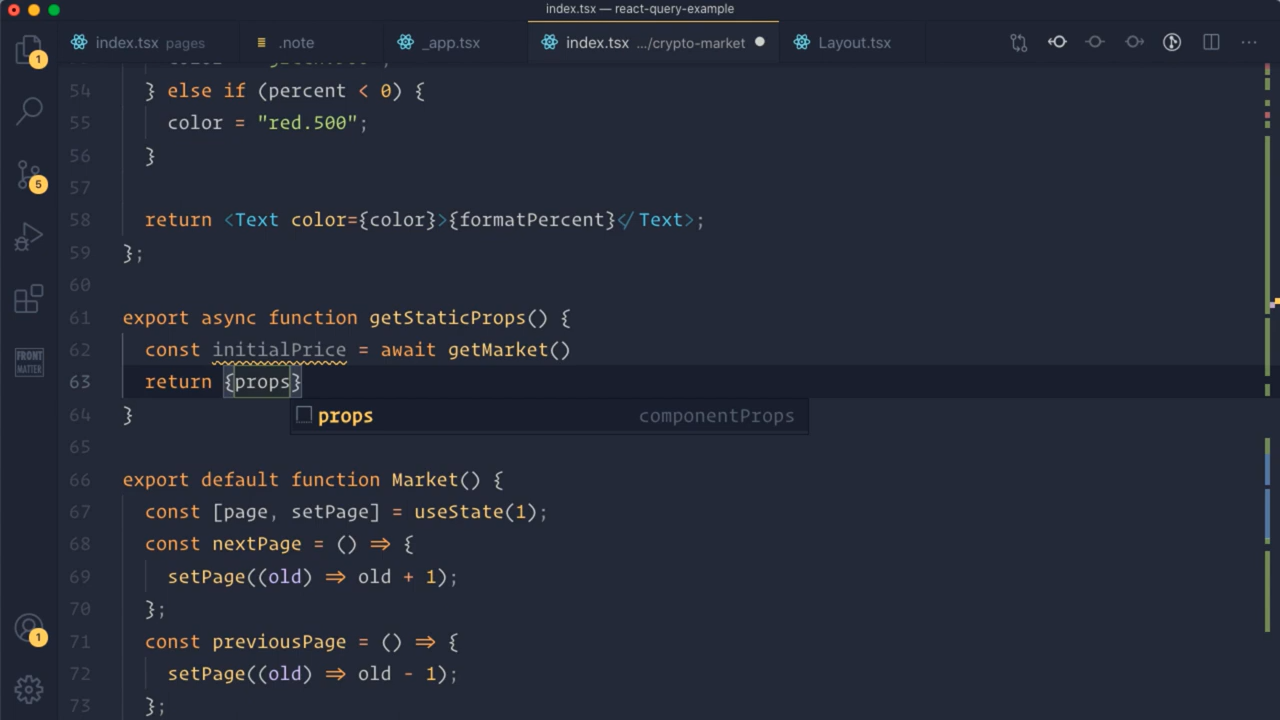 index.tsx — react-query-example
index.tsx pages .note _app.tsx index.tsx .../crypto-market Layout.tsx
54 } else if (percent < 0) {
55 color = "red.500";
56 }
57
58 return <Text color={color}>{formatPercent}</Text>;
59 };
60
61 export async function getStaticProps() {
62 const initialPrice = await getMarket()
63 return {props}
props componentProps
64 }
65
66 export default function Market() {
67 const [page, setPage] = useState(1);
68 const nextPage = () => {
69 setPage((old) => old + 1);
70 };
71 const previousPage = () => {
72 setPage((old) => old - 1);
73 };
1
5
FRONT
MATTER
1